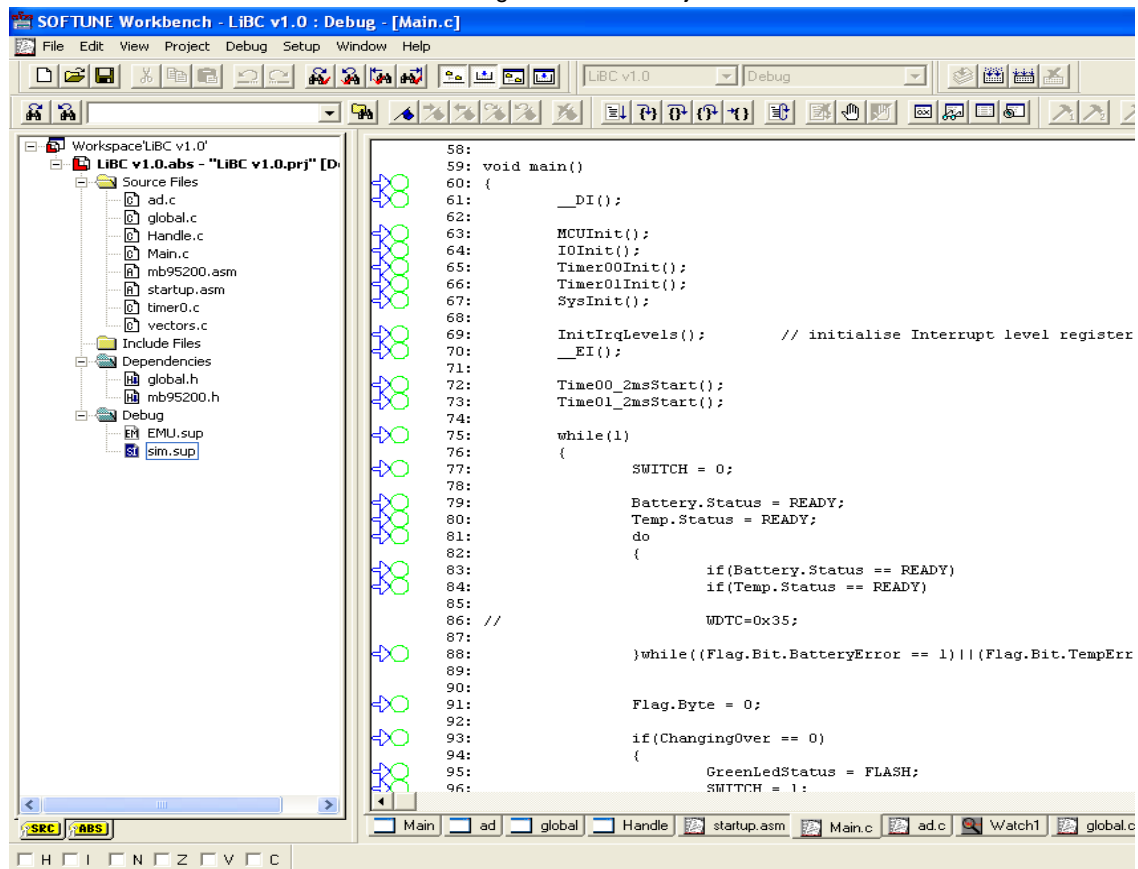 SOFTUNE Workbench - LiBC v1.0 : Debug - [Main.c]
File Edit View Project Debug Setup Window Help
LiBC v1.0 Debug
Workspace'LiBC v1.0'
LiBC v1.0.abs - "LiBC v1.0.prj" [D
Source Files
ad.c
global.c
Handle.c
Main.c
mb95200.asm
startup.asm
timer0.c
vectors.c
Include Files
Dependencies
global.h
mb95200.h
Debug
EMU.sup
sim.sup
58:
59: void main()
60: {
61: __DI();
62:
63: MCUInit();
64: IOInit();
65: Timer00Init();
66: Timer01Init();
67: SysInit();
68:
69: InitIrqLevels(); // initialise Interrupt level register
70: __EI();
71:
72: Time00_2msStart();
73: Time01_2msStart();
74:
75: while(1)
76: {
77: SWITCH = 0;
78:
79: Battery.Status = READY;
80: Temp.Status = READY;
81: do
82: {
83: if(Battery.Status == READY)
84: if(Temp.Status == READY)
85:
86: // WDTC=0x35;
87:
88: }while((Flag.Bit.BatteryError == 1)||(Flag.Bit.TempErr
89:
90:
91: Flag.Byte = 0;
92:
93: if(ChangingOver == 0)
94: {
95: GreenLedStatus = FLASH;
96: SWITCH = 1;
SRC ABS
Main ad global Handle startup.asm Main.c ad.c Watch1 global.c
H I N Z V C